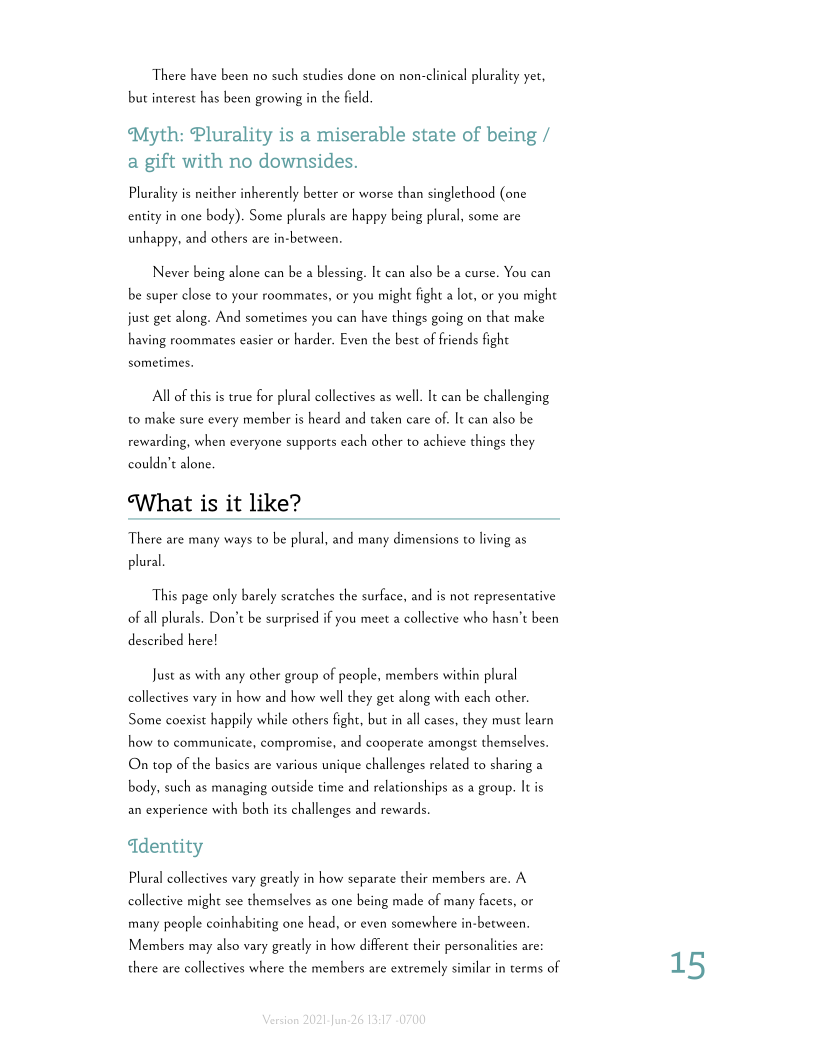 There have been no such studies done on non-clinical plurality yet,
but interest has been growing in the field.
Myth: Plurality is a miserable state of being /
a gift with no downsides.
Plurality is neither inherently better or worse than singlethood (one
entity in one body). Some plurals are happy being plural, some are
unhappy, and others are in-between.
Never being alone can be a blessing. It can also be a curse. You can
be super close to your roommates, or you might fight a lot, or you might
just get along. And sometimes you can have things going on that make
having roommates easier or harder. Even the best of friends fight
sometimes.
All of this is true for plural collectives as well. It can be challenging
to make sure every member is heard and taken care of. It can also be
rewarding, when everyone supports each other to achieve things they
couldn't alone.
What is it like?
There are many ways to be plural, and many dimensions to living as
plural.
This page only barely scratches the surface, and is not representative
of all plurals. Don't be surprised if you meet a collective who hasn't been
described here!
Just as with any other group of people, members within plural
collectives vary in how and how well they get along with each other.
Some coexist happily while others fight, but in all cases, they must learn
how to communicate, compromise, and cooperate amongst themselves.
On top of the basics are various unique challenges related to sharing a
body, such as managing outside time and relationships as a group. It is
an experience with both its challenges and rewards.
Identity
Plural collectives vary greatly in how separate their members are. A
collective might see themselves as one being made of many facets, or
many people coinhabiting one head, or even somewhere in-between.
Members may also vary greatly in how different their personalities are:
there are collectives where the members are extremely similar in terms of
15
Version 2021-Jun-26 13:17 -0700